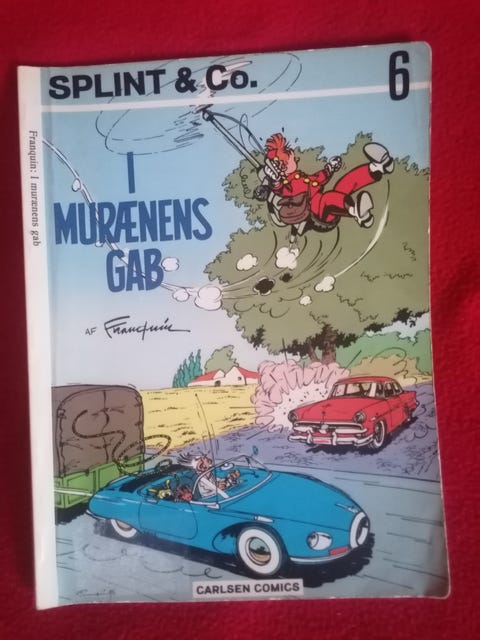 SPLINT & Co.
6
I
MURÆNENS
GAB
AF Franquin
CARLSEN COMICS
Franquin: I murænens gab